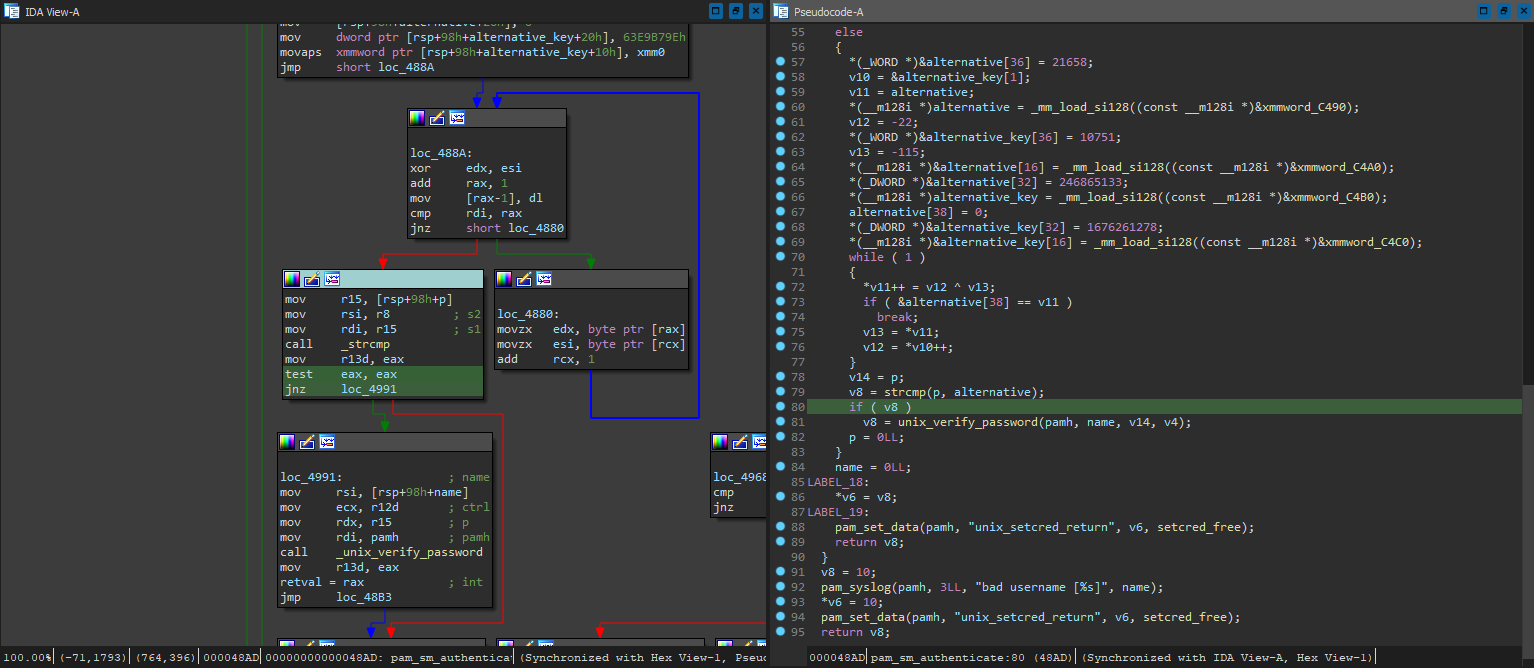 IDA View-A
mov [rsp+98h+alternative+26h], 0
mov dword ptr [rsp+98h+alternative_key+20h], 63E9B79Eh
movaps xmmword ptr [rsp+98h+alternative_key+10h], xmm0
jmp short loc_488A
loc_488A:
xor edx, esi
add rax, 1
mov [rax-1], dl
cmp rdi, rax
jnz short loc_4880
mov r15, [rsp+98h+p]
mov rsi, r8 ; s2
mov rdi, r15 ; s1
call _strcmp
mov r13d, eax
test eax, eax
jnz loc_4991
loc_4880:
movzx edx, byte ptr [rax]
movzx esi, byte ptr [rcx]
add rcx, 1
loc_4991: ; name
mov rsi, [rsp+98h+name]
mov ecx, r12d ; ctrl
mov rdx, r15 ; p
mov rdi, pamh ; pamh
call _unix_verify_password
mov r13d, eax
retval = rax ; int
jmp loc_48B3
loc_4968
cmp
jnz
100.00% (-71,1793) (764,396) 000048AD 00000000000048AD: pam_sm_authenticat (Synchronized with Hex View-1, Pseudo
Pseudocode-A
55 else
56 {
57 *(_WORD *)&alternative[36] = 21658;
58 v10 = &alternative_key[1];
59 v11 = alternative;
60 *(__m128i *)alternative = _mm_load_si128((const __m128i *)&xmmword_C490);
61 v12 = -22;
62 *(_WORD *)&alternative_key[36] = 10751;
63 v13 = -115;
64 *(__m128i *)&alternative[16] = _mm_load_si128((const __m128i *)&xmmword_C4A0);
65 *(_DWORD *)&alternative[32] = 246865133;
66 *(__m128i *)alternative_key = _mm_load_si128((const __m128i *)&xmmword_C4B0);
67 alternative[38] = 0;
68 *(_DWORD *)&alternative_key[32] = 1676261278;
69 *(__m128i *)&alternative_key[16] = _mm_load_si128((const __m128i *)&xmmword_C4C0);
70 while ( 1 )
71 {
72 *v11++ = v12 ^ v13;
73 if ( &alternative[38] == v11 )
74 break;
75 v13 = *v11;
76 v12 = *v10++;
77 }
78 v14 = p;
79 v8 = strcmp(p, alternative);
80 if ( v8 )
81 v8 = unix_verify_password(pamh, name, v14, v4);
82 p = 0LL;
83 }
84 name = 0LL;
85 LABEL_18:
86 *v6 = v8;
87 LABEL_19:
88 pam_set_data(pamh, "unix_setcred_return", v6, setcred_free);
89 return v8;
90 }
91 v8 = 10;
92 pam_syslog(pamh, 3LL, "bad username [%s]", name);
93 *v6 = 10;
94 pam_set_data(pamh, "unix_setcred_return", v6, setcred_free);
95 return v8;
000048AD pam_sm_authenticate:80 (48AD) (Synchronized with IDA View-A, Hex View-1)